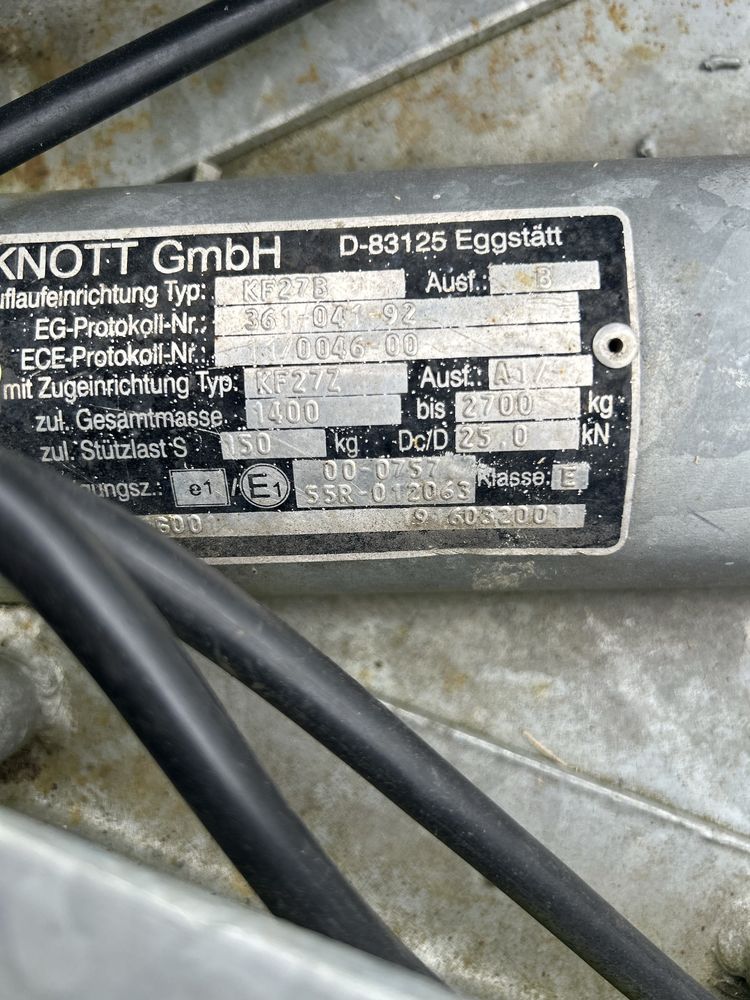 KNOTT GmbH D-83125 Eggstätt
uflaufeinrichtung Typ: KF27B Ausf.: B
EG-Protokoll-Nr.: 361-041-92
ECE-Protokoll-Nr.: 11/0046-00
mit Zugeinrichtung Typ: KF27Z Ausf.: A1/
zul. Gesamtmasse 1400 bis 2700 kg
zul. Stützlast S 150 kg Dc/D 25.0 kN
ungsz.: e1 / E1 00-0757 Klasse: E
55R-012063
600 6032001